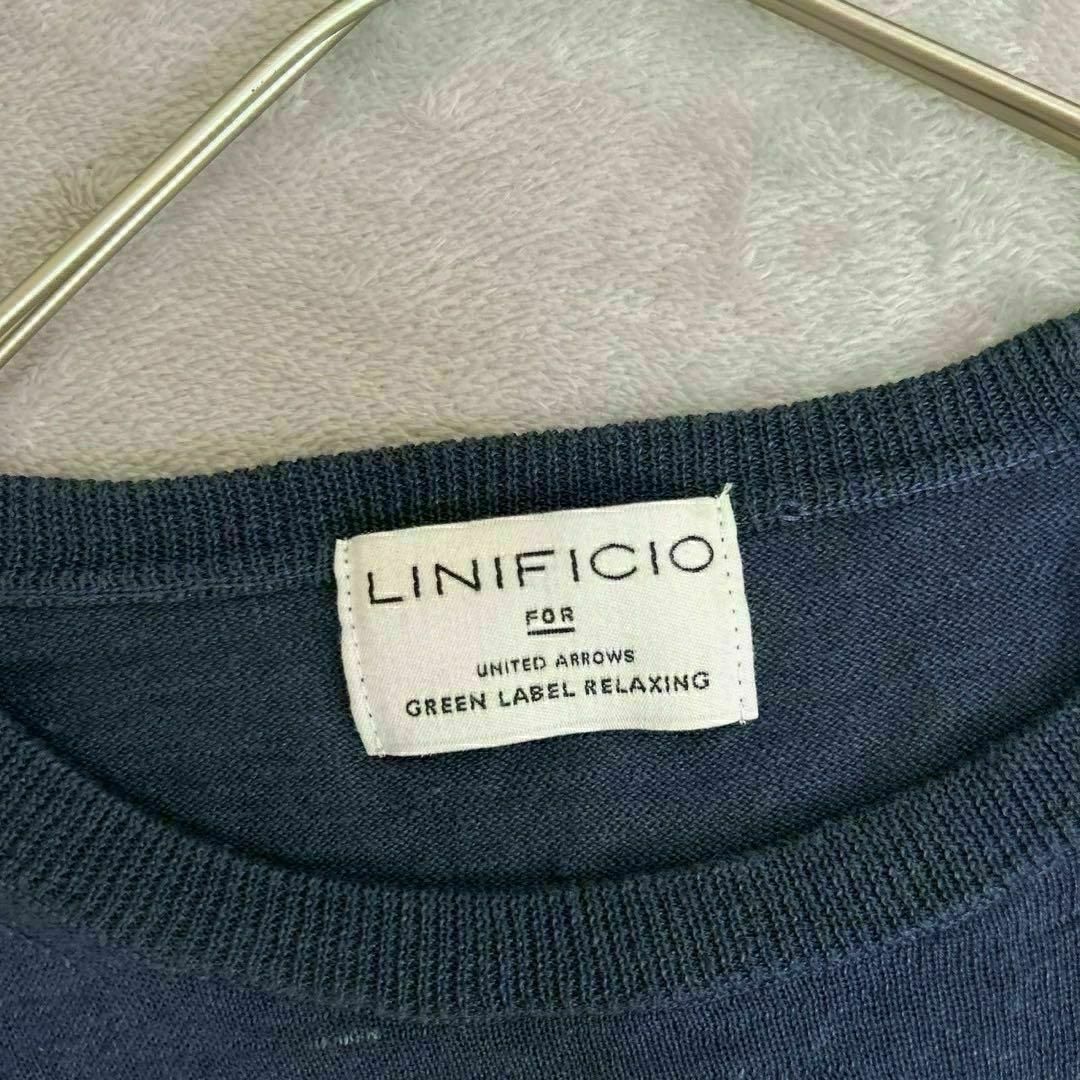 LINIFICIO
FOR
UNITED ARROWS
GREEN LABEL RELAXING